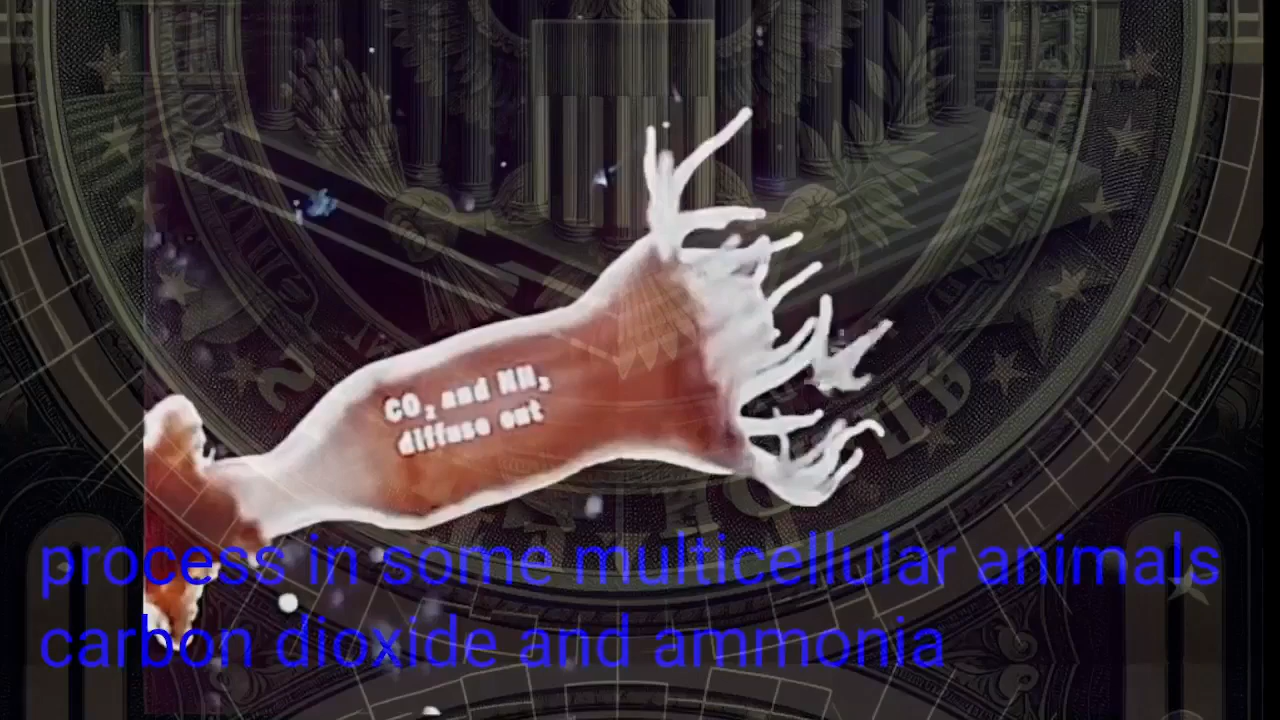 CO₂ and NH₃
diffuse out
process in some multicellular animals
carbon dioxide and ammonia